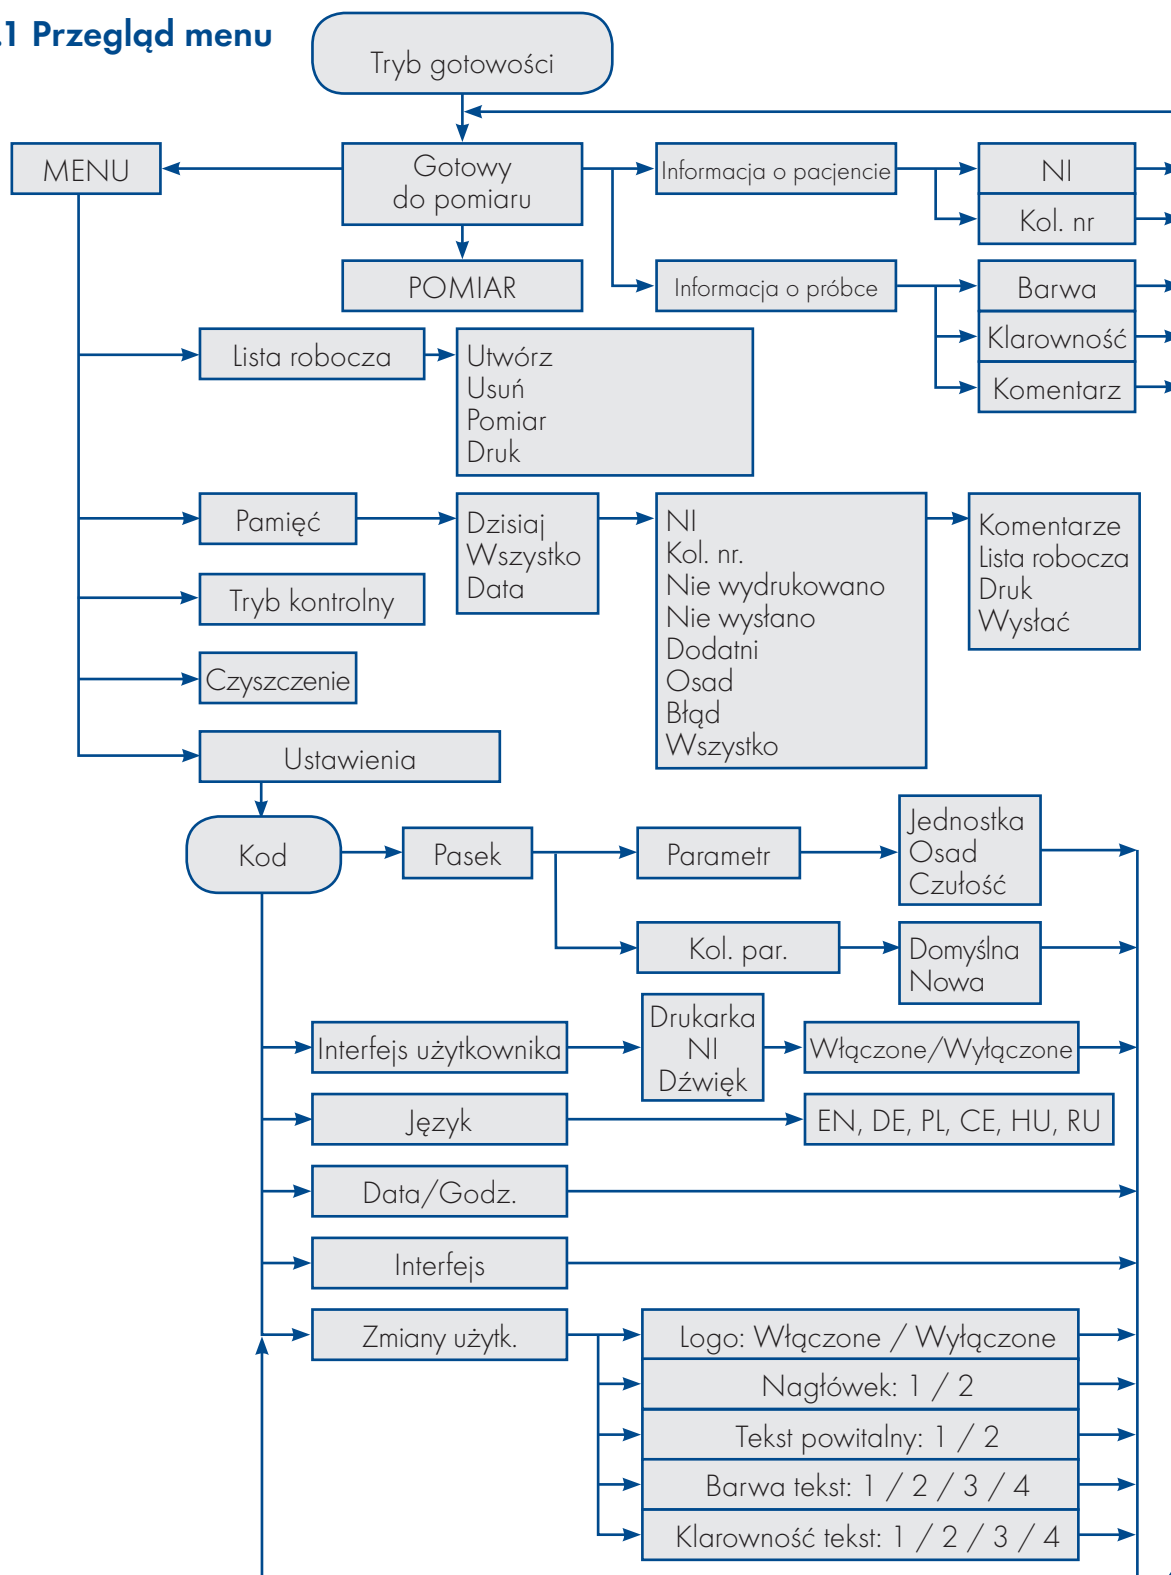 .1 Przegląd menu
Tryb gotowości
MENU
Gotowy
do pomiaru
Informacja o pacjencie
NI
Kol. nr
POMIAR
Informacja o próbce
Barwa
Klarowność
Komentarz
Lista robocza
Utwórz
Usuń
Pomiar
Druk
Pamięć
Dzisiaj
Wszystko
Data
NI
Kol. nr.
Nie wydrukowano
Nie wysłano
Dodatni
Osad
Błąd
Wszystko
Komentarze
Lista robocza
Druk
Wysłać
Tryb kontrolny
Czyszczenie
Ustawienia
Kod
Pasek
Parametr
Jednostka
Osad
Czułość
Kol. par.
Domyślna
Nowa
Interfejs użytkownika
Drukarka
NI
Dźwięk
Włączone/Wyłączone
Język
EN, DE, PL, CE, HU, RU
Data/Godz.
Interfejs
Zmiany użytk.
Logo: Włączone / Wyłączone
Nagłówek: 1 / 2
Tekst powitalny: 1 / 2
Barwa tekst: 1 / 2 / 3 / 4
Klarowność tekst: 1 / 2 / 3 / 4